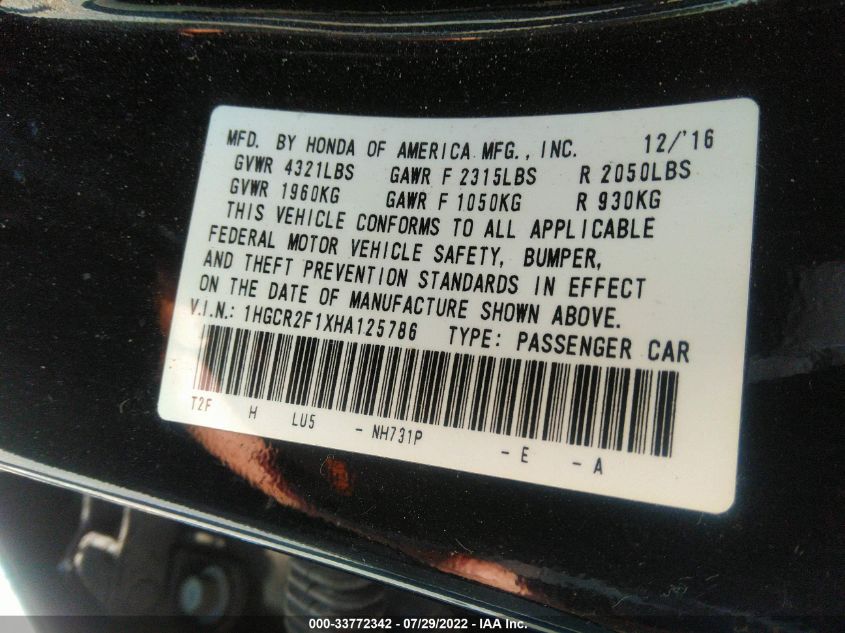 MFD. BY HONDA OF AMERICA MFG., INC. 12/'16
GVWR 4321LBS GAWR F 2315LBS R 2050LBS
GVWR 1960KG GAWR F 1050KG R 930KG
THIS VEHICLE CONFORMS TO ALL APPLICABLE
FEDERAL MOTOR VEHICLE SAFETY, BUMPER,
AND THEFT PREVENTION STANDARDS IN EFFECT
ON THE DATE OF MANUFACTURE SHOWN ABOVE.
V.I.N.: 1HGCR2F1XHA125786 TYPE: PASSENGER CAR
T2F H LU5 - NH731P - E - A
000-33772342 / 07/29/2022 - IAA Inc.